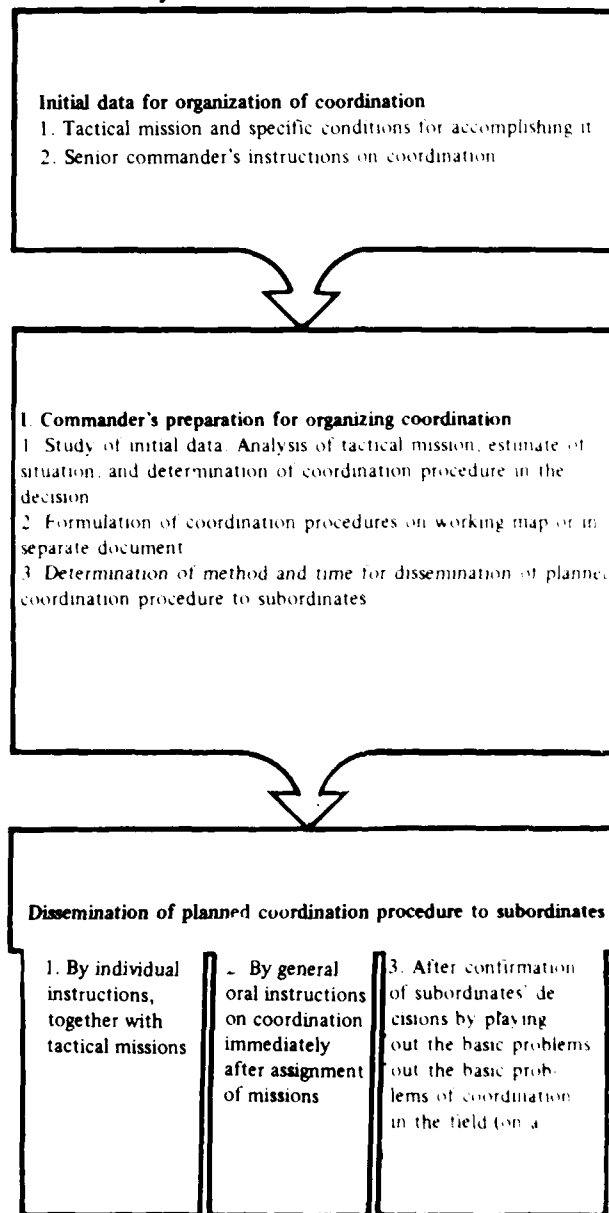 Initial data for organization of coordination
1. Tactical mission and specific conditions for accomplishing it
2. Senior commander's instructions on coordination
1. Commander's preparation for organizing coordination
1 Study of initial data. Analysis of tactical mission, estimate of
situation, and determination of coordination procedure in the
decision
2 Formulation of coordination procedures on working map or in
separate document
3 Determination of method and time for dissemination of planned
coordination procedure to subordinates
Dissemination of planned coordination procedure to subordinates
1. By individual
instructions,
together with
tactical missions
By general
oral instructions
on coordination
immediately
after assignment
of missions
3. After confirmation
of subordinates' de
cisions by playing
out the basic problems
out the basic prob-
lems of coordination
in the field (on a